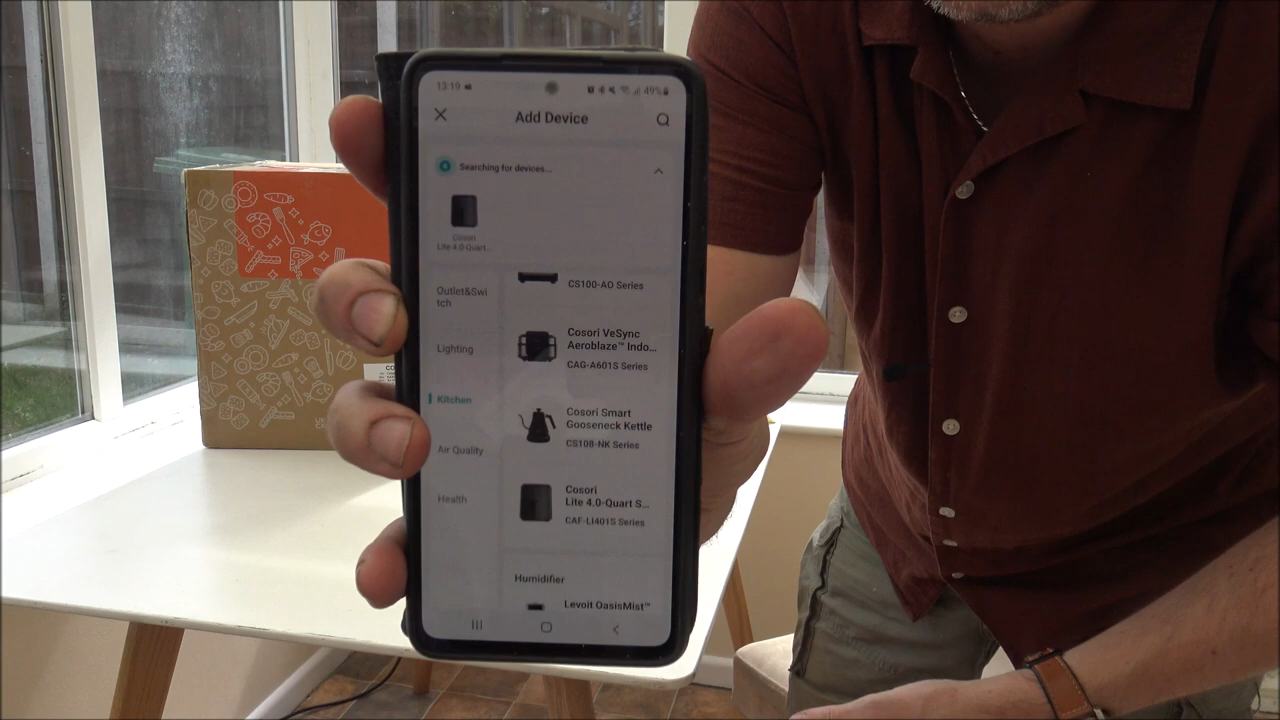 13:19
49%
Add Device
Searching for devices...
Cosori
Lite 4.0-Quart...
Outlet&Swi
tch
Lighting
Kitchen
Air Quality
Health
CS100-AO Series
Cosori VeSync
Aeroblaze™ Indo...
CAG-A601S Series
Cosori Smart
Gooseneck Kettle
CS108-NK Series
Cosori
Lite 4.0-Quart S...
CAF-LI401S Series
Humidifier
Levoit OasisMist™
CO